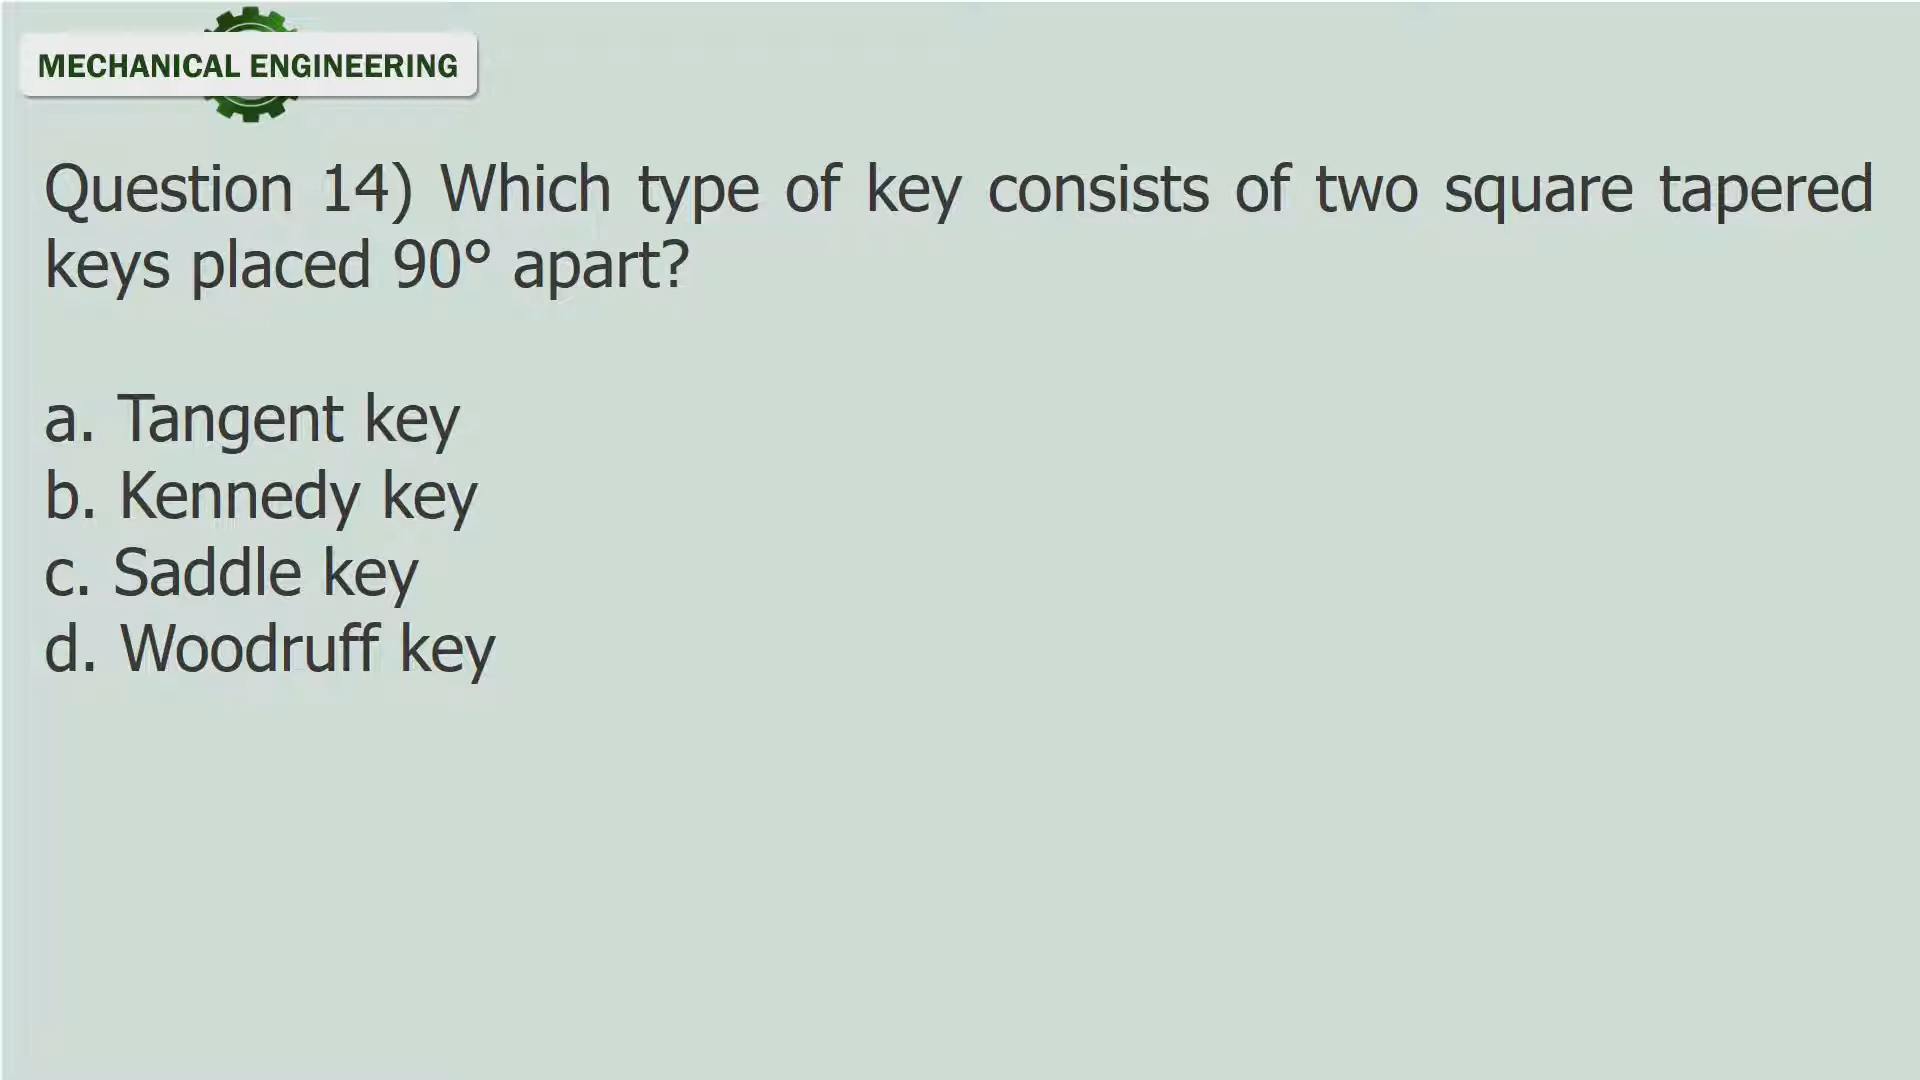 MECHANICAL ENGINEERING
Question 14) Which type of key consists of two square tapered
keys placed 90° apart?
a. Tangent key
b. Kennedy key
c. Saddle key
d. Woodruff key